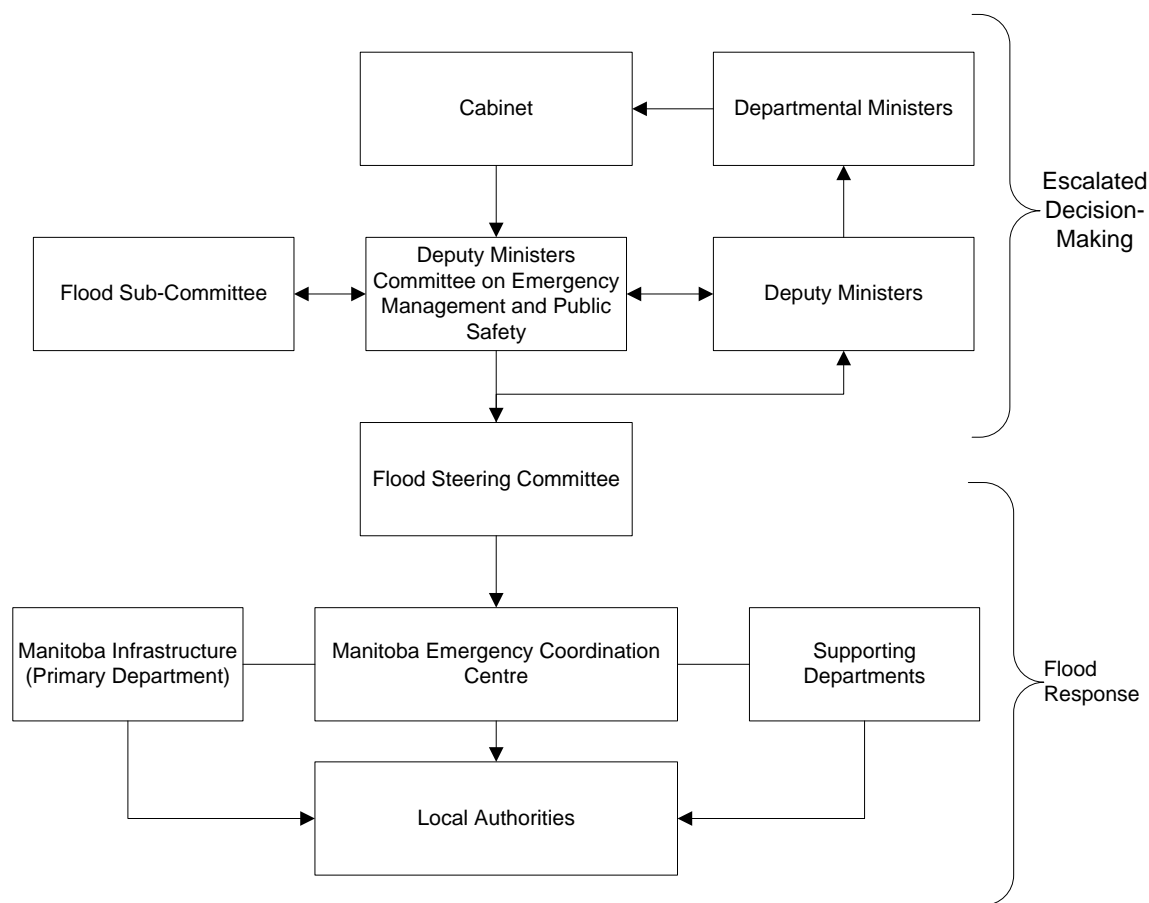 Cabinet
Departmental Ministers
Escalated
Decision-
Making
Flood Sub-Committee
Deputy Ministers
Committee on Emergency
Management and Public
Safety
Deputy Ministers
Flood Steering Committee
Manitoba Infrastructure
(Primary Department)
Manitoba Emergency Coordination
Centre
Supporting
Departments
Flood
Response
Local Authorities